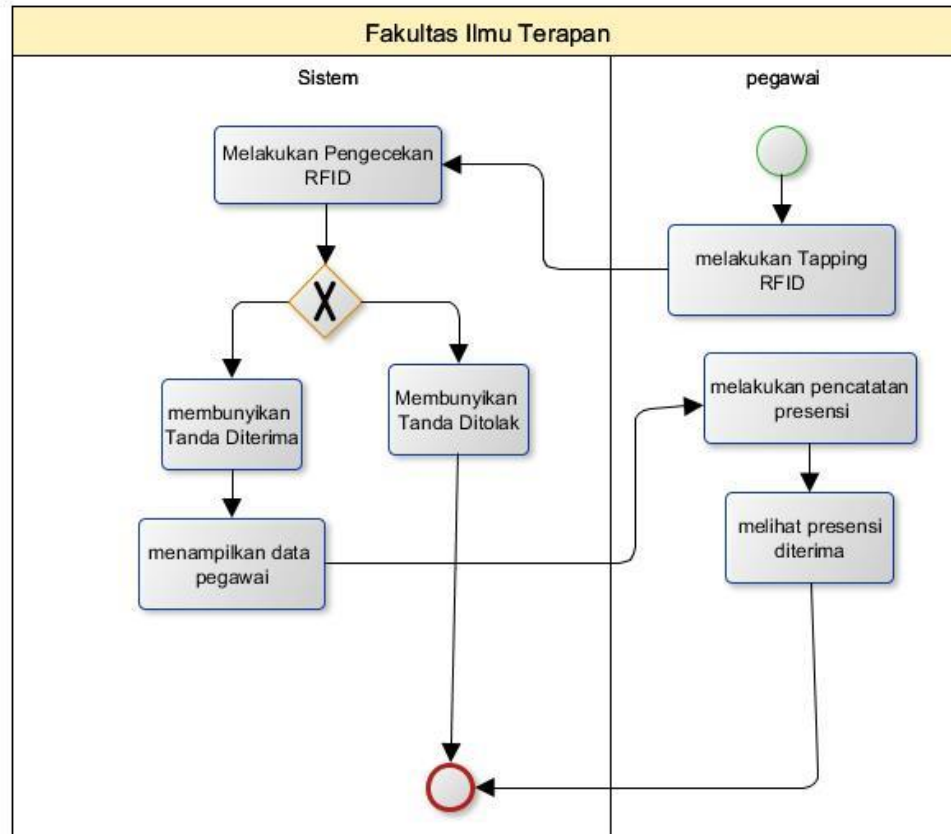 Fakultas Ilmu Terapan
Sistem
pegawai
Melakukan Pengecekan
RFID
melakukan Tapping
RFID
X
membunyikan
Tanda Diterima
Membunyikan
Tanda Ditolak
melakukan pencatatan
presensi
menampilkan data
pegawai
melihat presensi
diterima